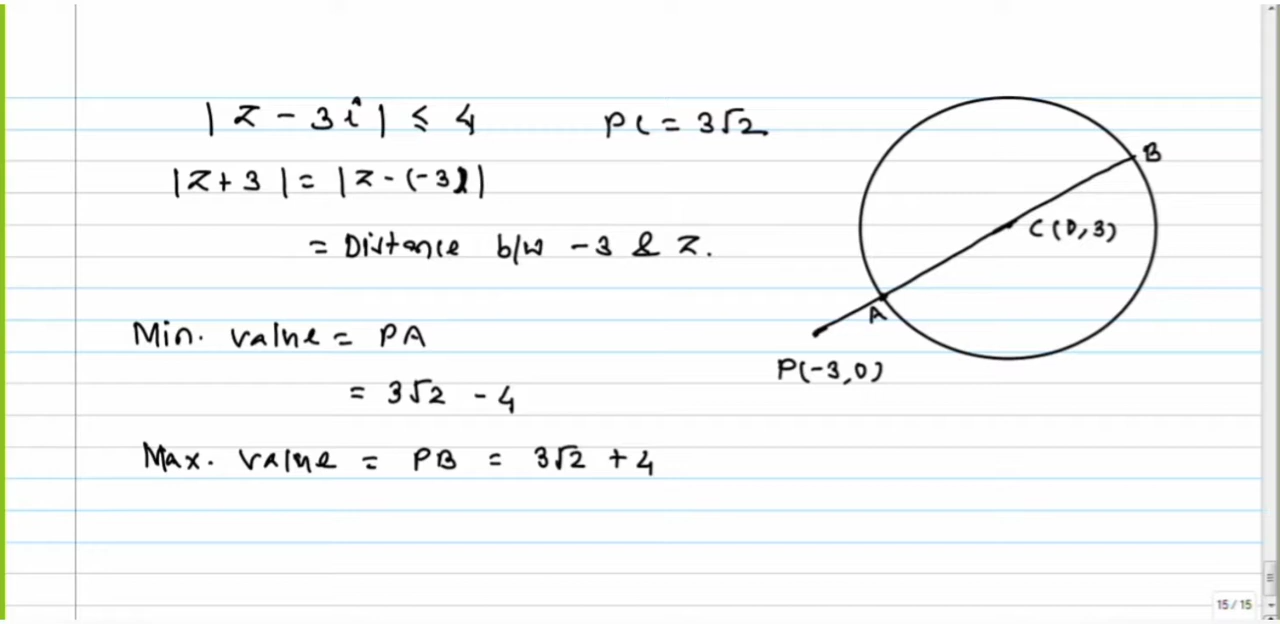 |z - 3i| ≤ 4    PC = 3√2
|z + 3| = |z - (-3)|
= Distance b/w -3 & z.
Min. value = PA
= 3√2 - 4
Max. value = PB = 3√2 + 4
B
C(0,3)
A
P(-3,0)
15 / 15